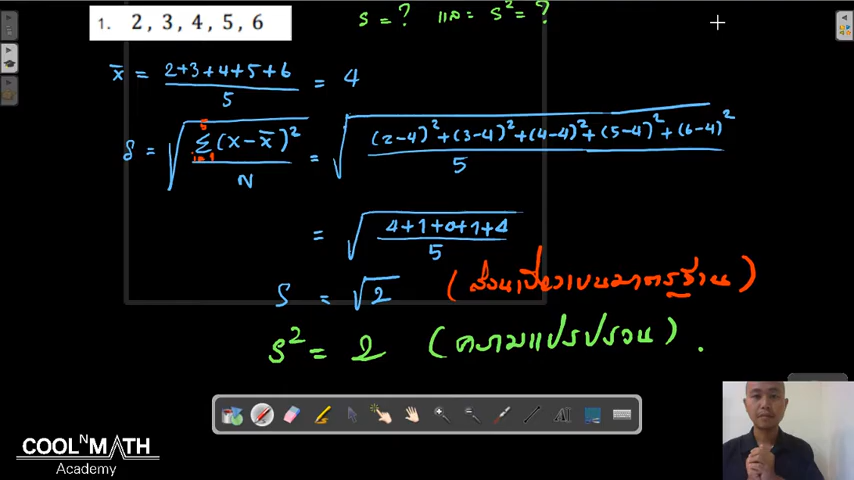 1. 2, 3, 4, 5, 6
s = ? และ s² = ?
x̄ = (2+3+4+5+6)/5 = 4
s = √(Σ(x-x̄)²/N) = √(((2-4)²+(3-4)²+(4-4)²+(5-4)²+(6-4)²)/5)
= √((4+1+0+1+4)/5)
s = √2 (ส่วนเบี่ยงเบนมาตรฐาน)
s² = 2 (ความแปรปรวน).
COOL N MATH
Academy